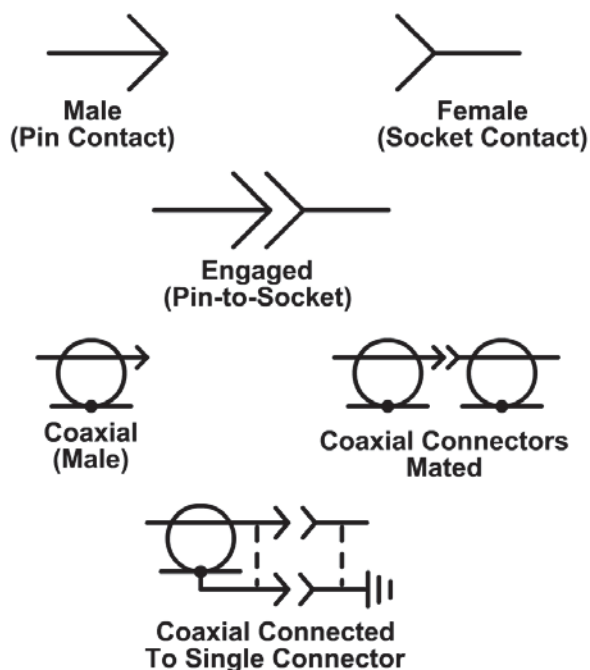 Male
(Pin Contact)
Female
(Socket Contact)
Engaged
(Pin-to-Socket)
Coaxial
(Male)
Coaxial Connectors
Mated
Coaxial Connected
To Single Connector